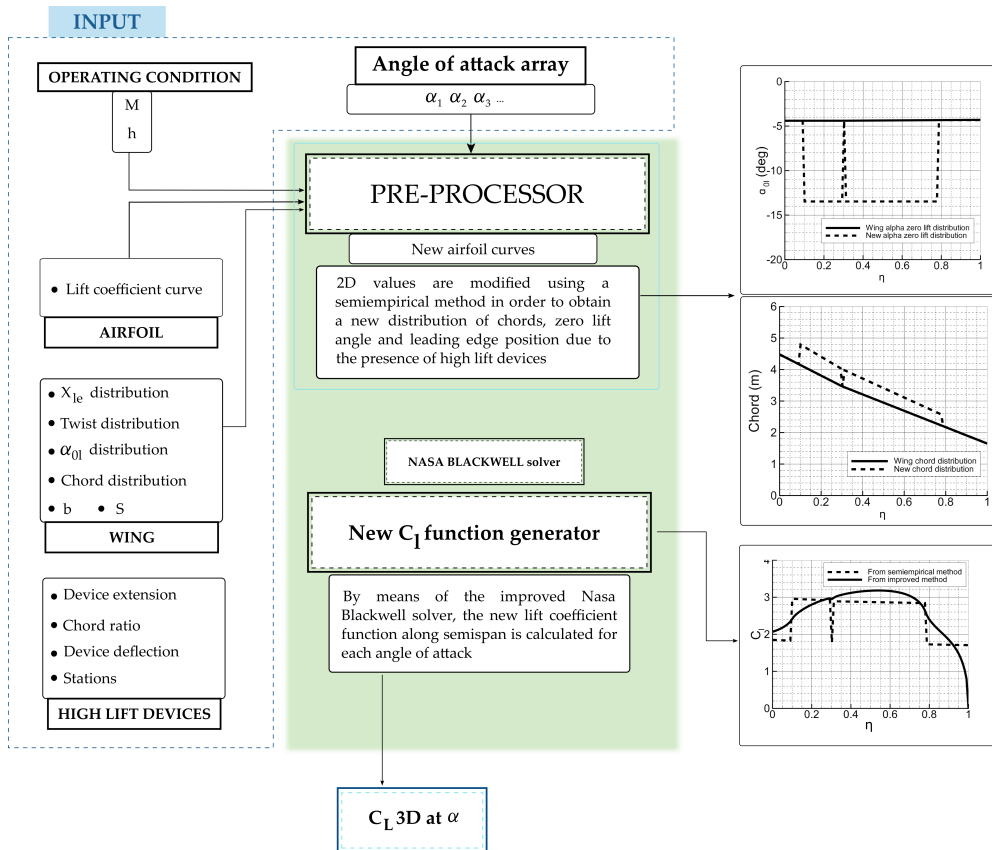 INPUT
OPERATING CONDITION
M
h
Angle of attack array
α1 α2 α3 ...
PRE-PROCESSOR
New airfoil curves
2D values are modified using a
semiempirical method in order to obtain
a new distribution of chords, zero lift
angle and leading edge position due to
the presence of high lift devices
• Lift coefficient curve
AIRFOIL
• Xle distribution
• Twist distribution
• α0l distribution
• Chord distribution
• b • S
WING
• Device extension
• Chord ratio
• Device deflection
• Stations
HIGH LIFT DEVICES
NASA BLACKWELL solver
New Cl function generator
By means of the improved Nasa
Blackwell solver, the new lift coefficient
function along semispan is calculated for
each angle of attack
CL 3D at α
0
-5
-10
-15
-20
α0l (deg)
Wing alpha zero lift distribution
New alpha zero lift distribution
0 0.2 0.4 0.6 0.8 1
η
6
5
4
3
2
1
0
Chord (m)
Wing chord distribution
New chord distribution
0 0.2 0.4 0.6 0.8 1
η
4
3
2
1
0
Cl
From semiempirical method
From improved method
0 0.2 0.4 0.6 0.8 1
η